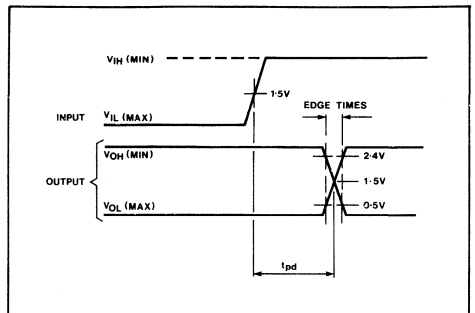 VIH (MIN)
1·5V
EDGE TIMES
INPUT
VIL (MAX)
VOH (MIN)
2·4V
OUTPUT
1·5V
VOL (MAX)
0·5V
tpd